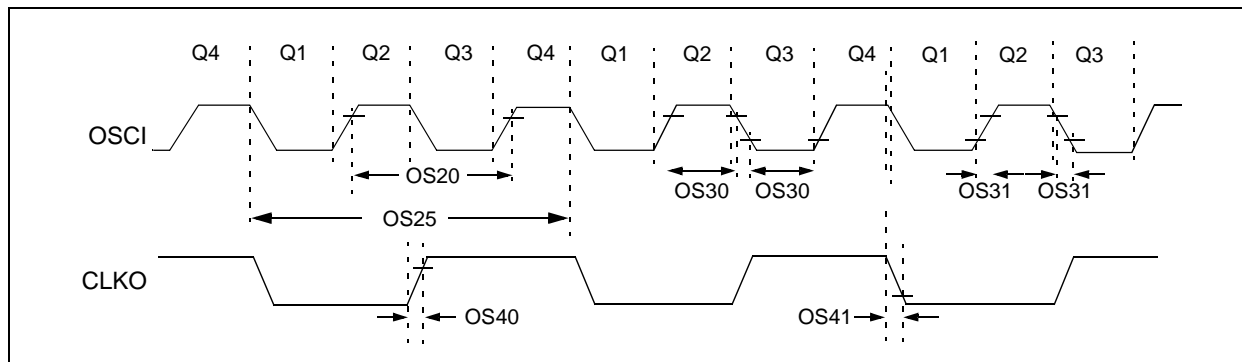 Q4 Q1 Q2 Q3 Q4 Q1 Q2 Q3 Q4 Q1 Q2 Q3
OSCI
OS20
OS30 OS30
OS31 OS31
OS25
CLKO
OS40
OS41